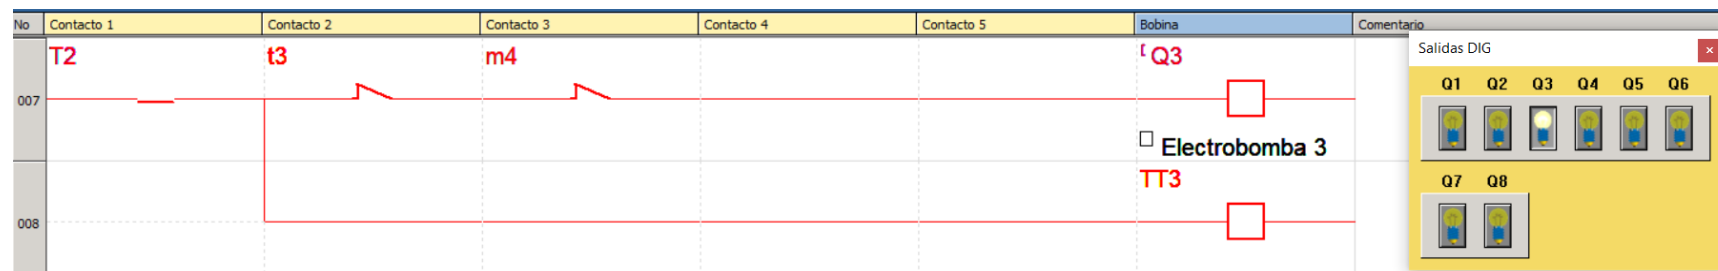 No Contacto 1 Contacto 2 Contacto 3 Contacto 4 Contacto 5 Bobina Comentario
Salidas DIG
T2 t3 m4 [ Q3
Q1 Q2 Q3 Q4 Q5 Q6
007
Electrobomba 3
TT3
Q7 Q8
008